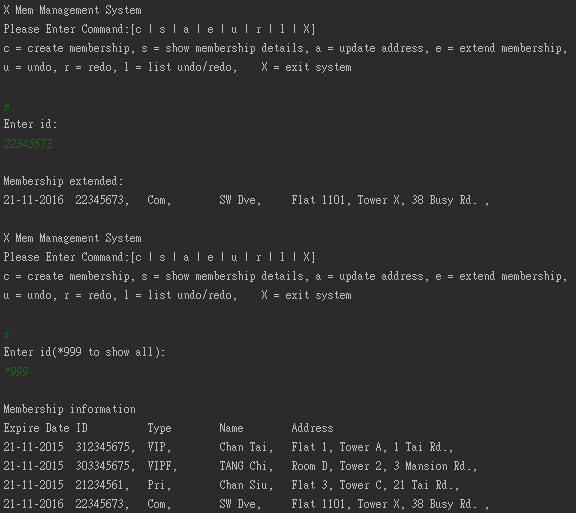 X Mem Management System
Please Enter Command:[c | s | a | e | u | r | l | X]
c = create membership, s = show membership details, a = update address, e = extend membership,
u = undo, r = redo, l = list undo/redo,    X = exit system
e
Enter id:
22345673
Membership extended:
21-11-2016  22345673,   Com,        SW Dve,     Flat 1101, Tower X, 38 Busy Rd. ,
X Mem Management System
Please Enter Command:[c | s | a | e | u | r | l | X]
c = create membership, s = show membership details, a = update address, e = extend membership,
u = undo, r = redo, l = list undo/redo,    X = exit system
s
Enter id(*999 to show all):
*999
Membership information
Expire Date ID          Type        Name        Address
21-11-2015  312345675,  VIP,        Chan Tai,   Flat 1, Tower A, 1 Tai Rd.,
21-11-2015  303345675,  VIPF,       TANG Chi,   Room D, Tower 2, 3 Mansion Rd.,
21-11-2015  21234561,   Pri,        Chan Siu,   Flat 3, Tower C, 21 Tai Rd.,
21-11-2016  22345673,   Com,        SW Dve,     Flat 1101, Tower X, 38 Busy Rd. ,